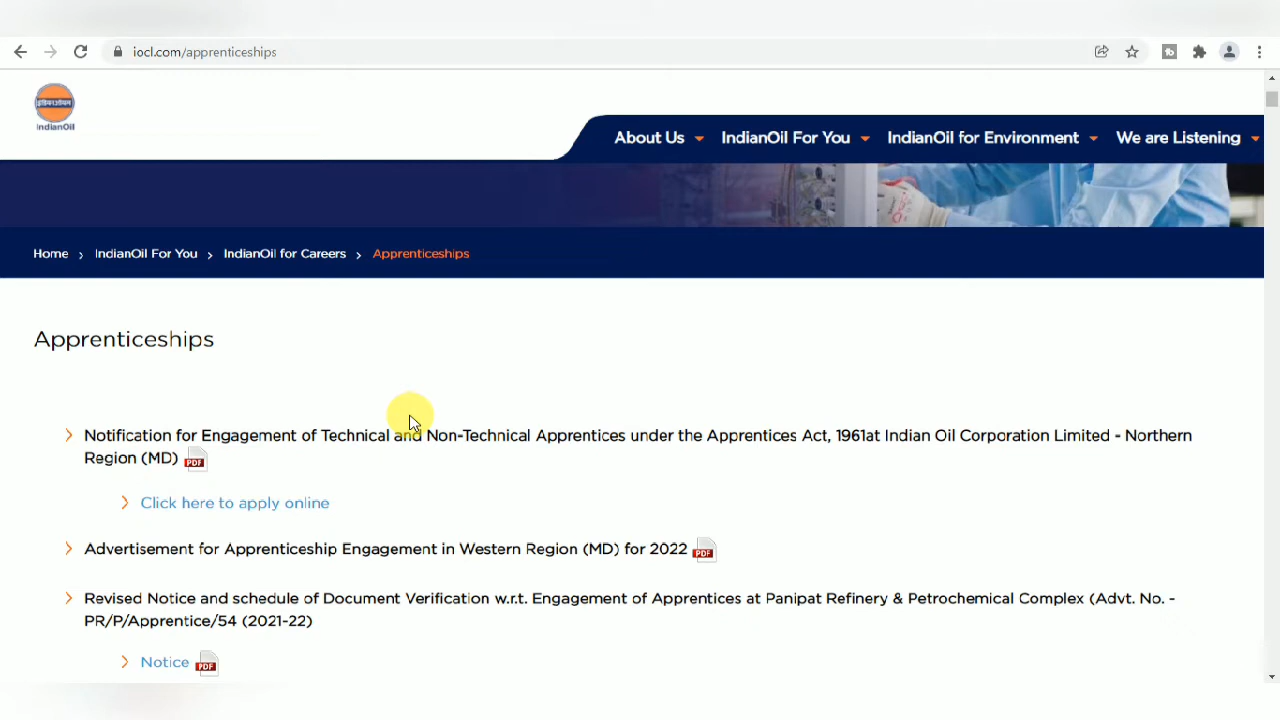 iocl.com/apprenticeships
इंडियनऑयल
IndianOil
About Us
IndianOil For You
IndianOil for Environment
We are Listening
Home > IndianOil For You > IndianOil for Careers > Apprenticeships
Apprenticeships
Notification for Engagement of Technical and Non-Technical Apprentices under the Apprentices Act, 1961at Indian Oil Corporation Limited - Northern
Region (MD) PDF
Click here to apply online
Advertisement for Apprenticeship Engagement in Western Region (MD) for 2022 PDF
Revised Notice and schedule of Document Verification w.r.t. Engagement of Apprentices at Panipat Refinery & Petrochemical Complex (Advt. No. -
PR/P/Apprentice/54 (2021-22)
Notice PDF